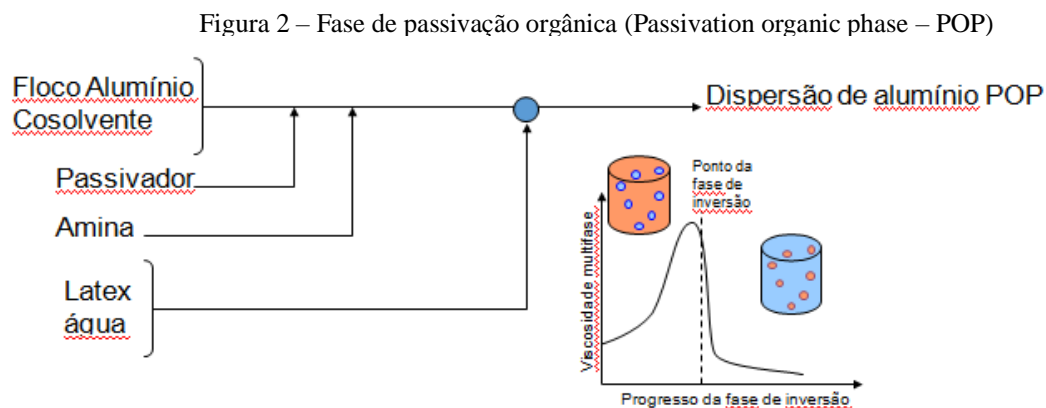 Figura 2 – Fase de passivação orgânica (Passivation organic phase – POP)
Floco Alumínio
Cosolvente
Dispersão de alumínio POP
Passivador
Amina
Latex
água
Ponto da
fase de
inversão
Viscosidade multifase
Progresso da fase de inversão